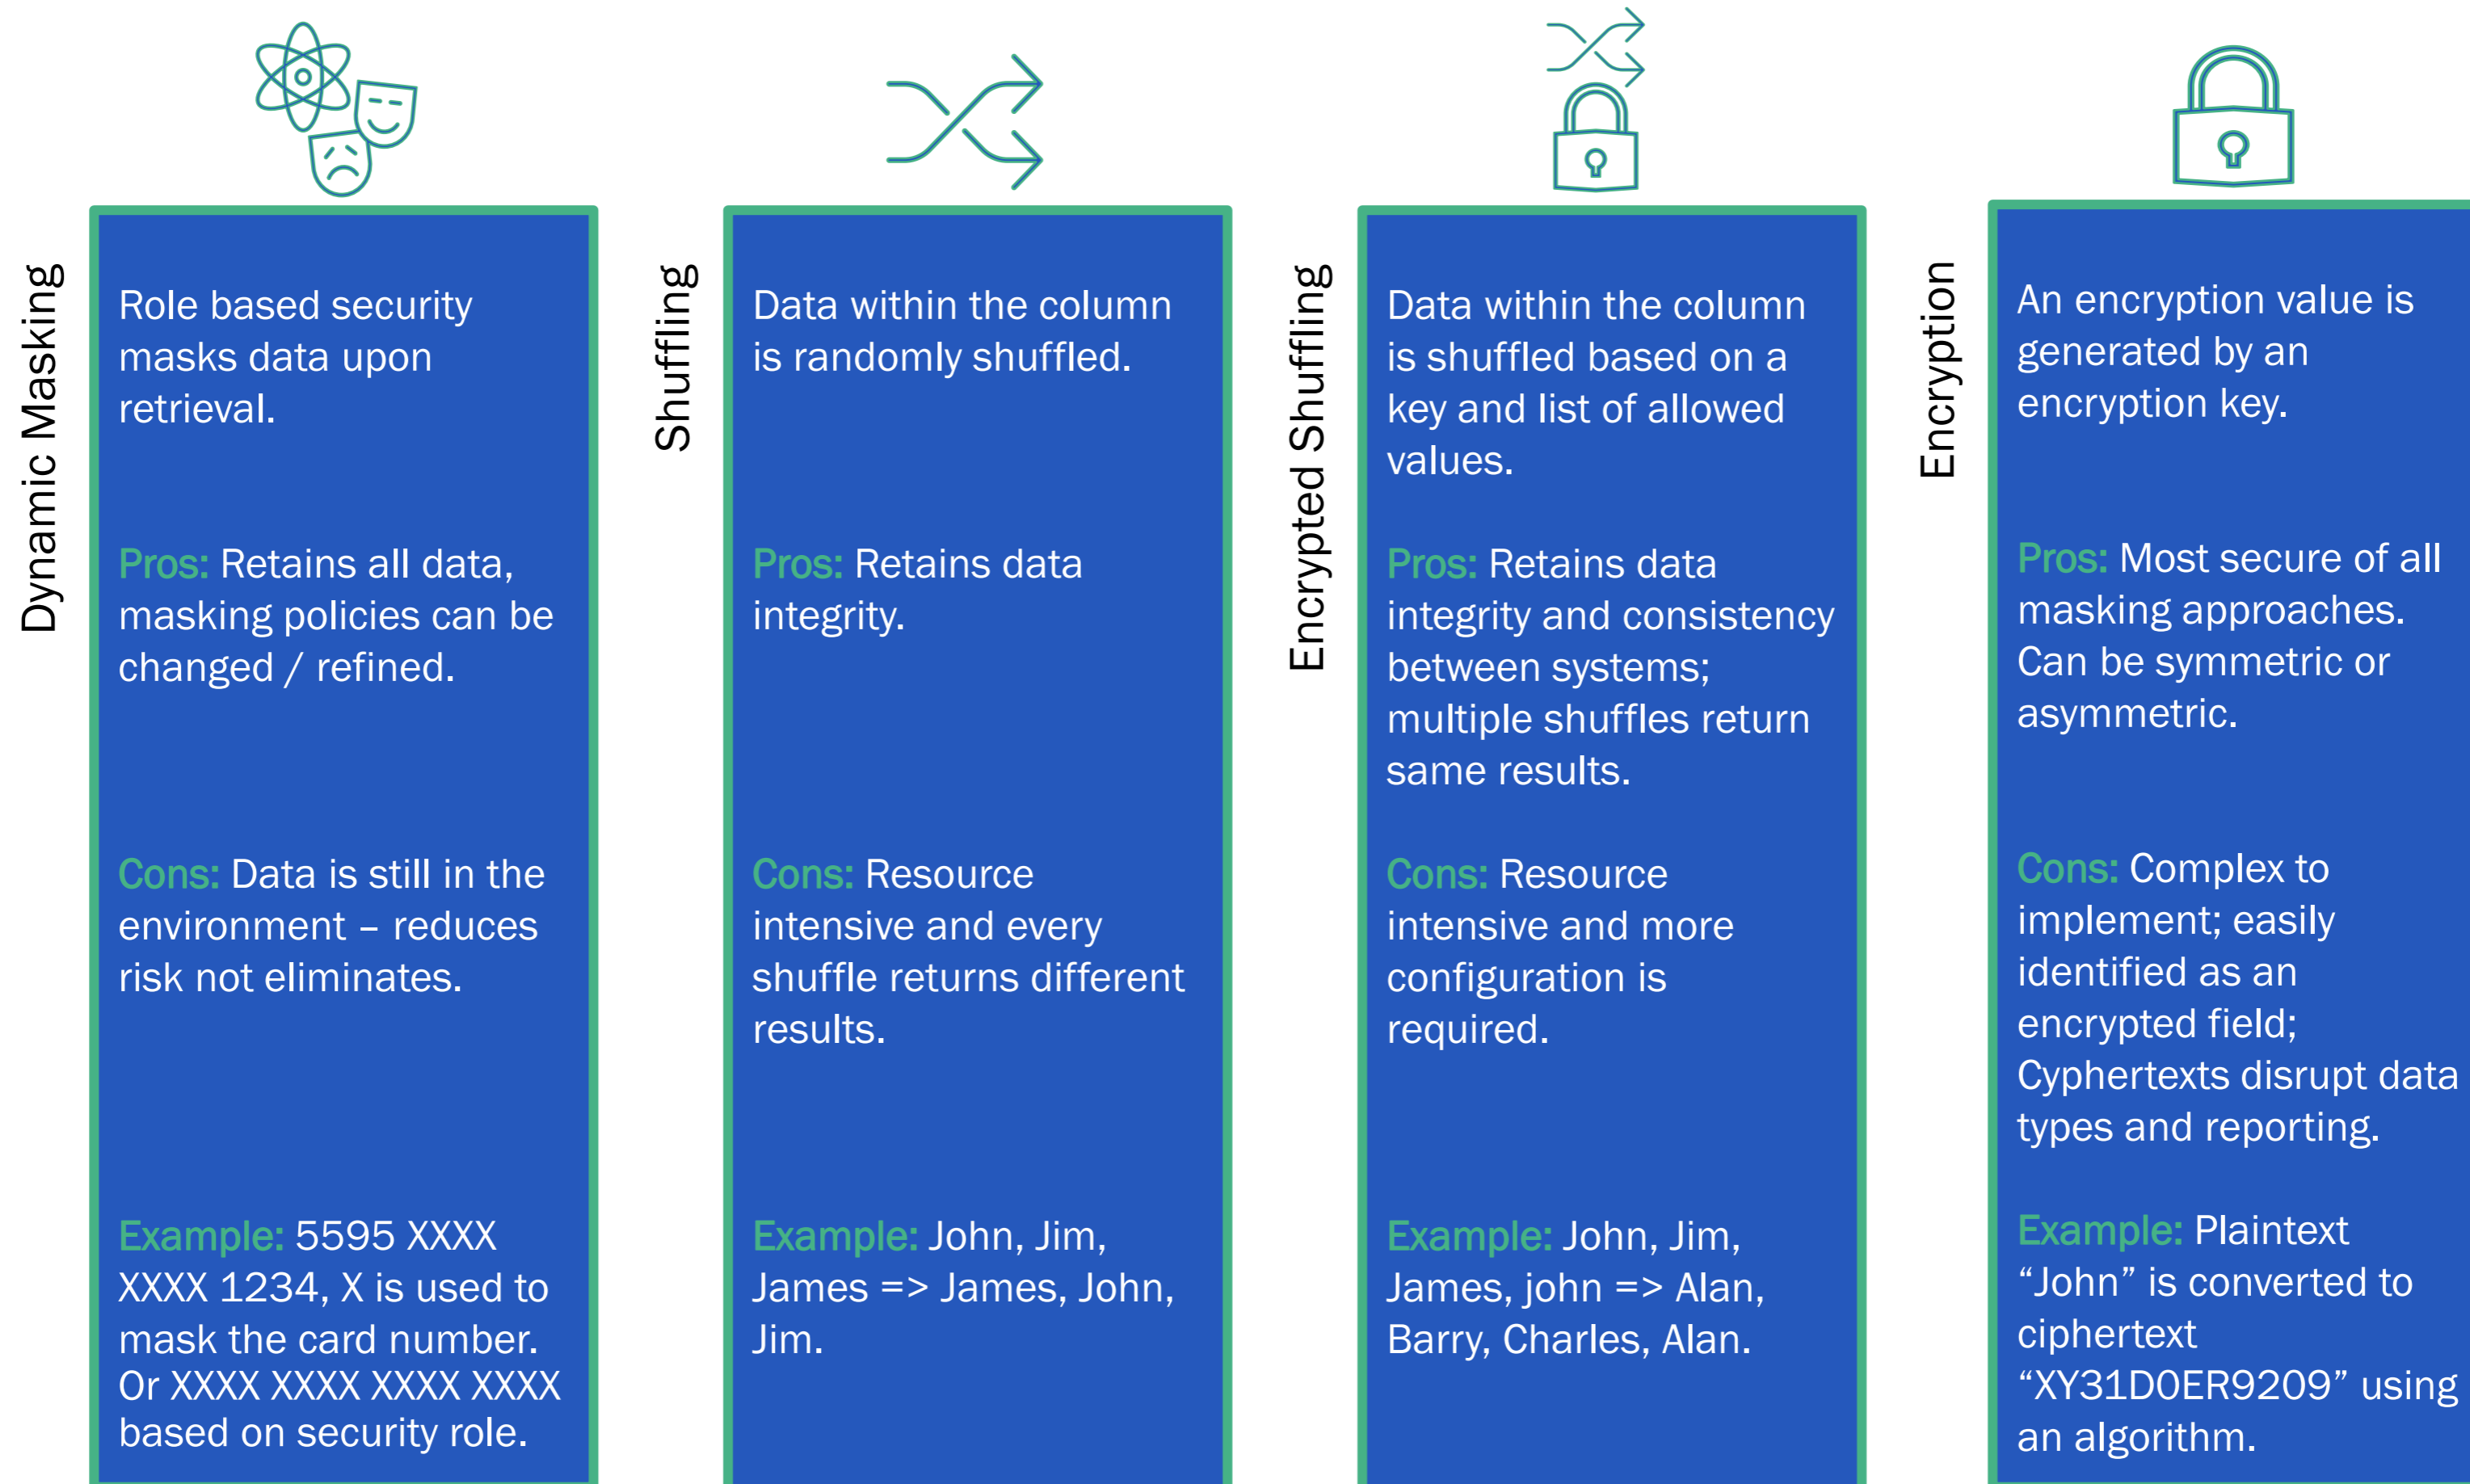 Dynamic Masking
Role based security
masks data upon
retrieval.
Pros: Retains all data,
masking policies can be
changed / refined.
Cons: Data is still in the
environment – reduces
risk not eliminates.
Example: 5595 XXXX
XXXX 1234, X is used to
mask the card number.
Or XXXX XXXX XXXX XXXX
based on security role.
Shuffling
Data within the column
is randomly shuffled.
Pros: Retains data
integrity.
Cons: Resource
intensive and every
shuffle returns different
results.
Example: John, Jim,
James => James, John,
Jim.
Encrypted Shuffling
Data within the column
is shuffled based on a
key and list of allowed
values.
Pros: Retains data
integrity and consistency
between systems;
multiple shuffles return
same results.
Cons: Resource
intensive and more
configuration is
required.
Example: John, Jim,
James, john => Alan,
Barry, Charles, Alan.
Encryption
An encryption value is
generated by an
encryption key.
Pros: Most secure of all
masking approaches.
Can be symmetric or
asymmetric.
Cons: Complex to
implement; easily
identified as an
encrypted field;
Cyphertexts disrupt data
types and reporting.
Example: Plaintext
“John” is converted to
ciphertext
“XY31D0ER9209” using
an algorithm.